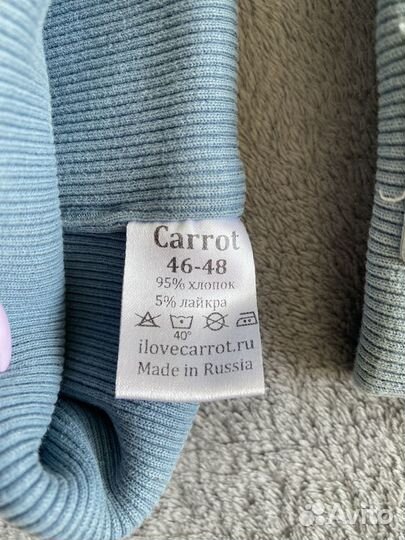 Carrot
46-48
95% хлопок
5% лайкра
40°
ilovecarrot.ru
Made in Russia
Avito